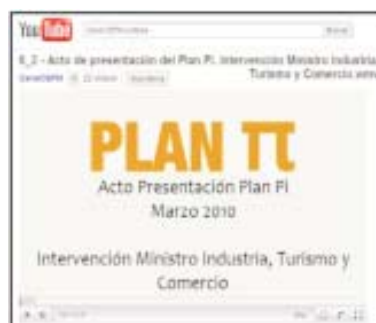 YouTube
6_2 - Acto de presentación del Plan PI. Intervención Ministro Industria,
Turismo y Comercio
PLAN π
Acto Presentación Plan PI
Marzo 2010
Intervención Ministro Industria, Turismo y
Comercio